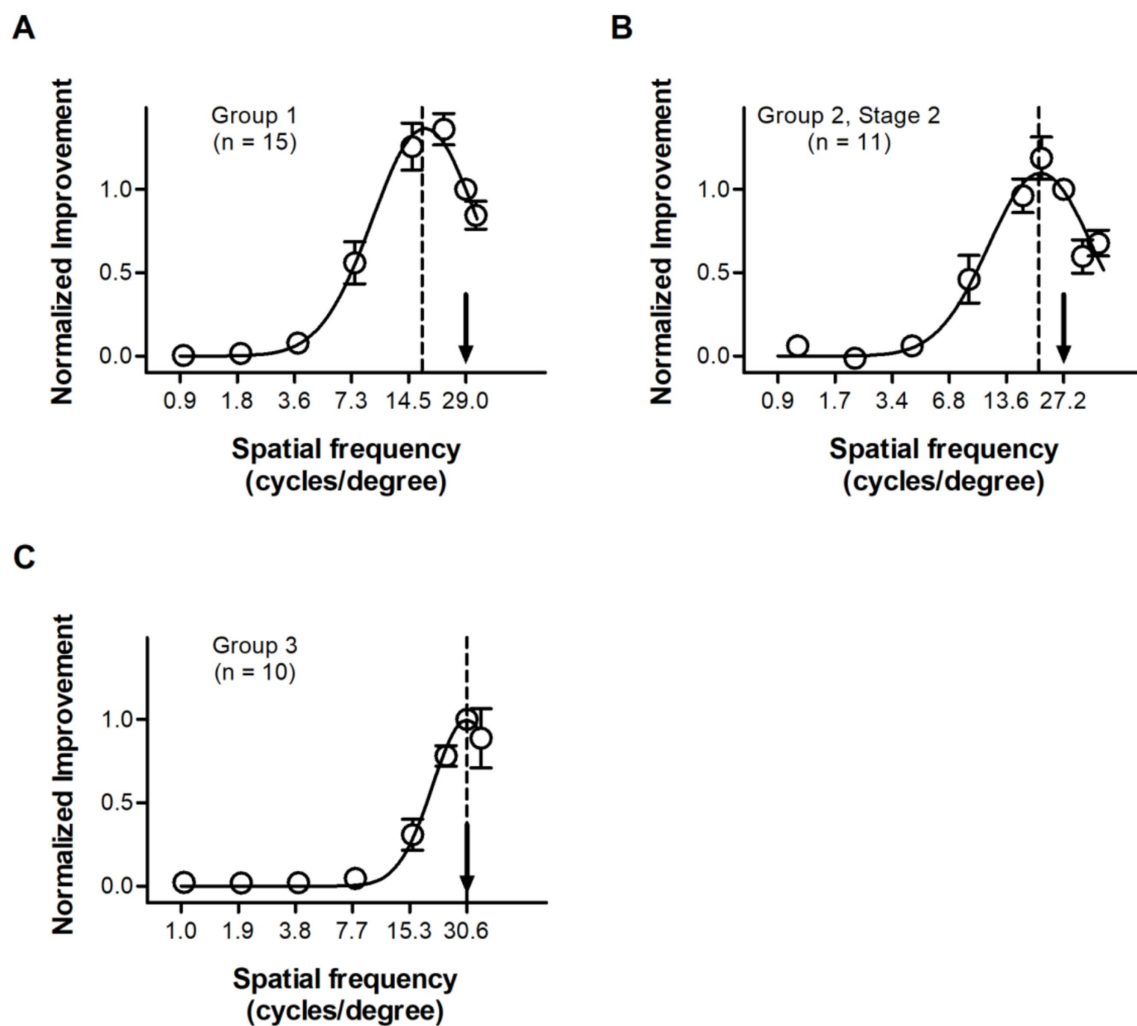 A
Normalized Improvement
Group 1
(n = 15)
1.0
0.5
0.0
0.9 1.8 3.6 7.3 14.5 29.0
Spatial frequency
(cycles/degree)
B
Normalized Improvement
Group 2, Stage 2
(n = 11)
1.0
0.5
0.0
0.9 1.7 3.4 6.8 13.6 27.2
Spatial frequency
(cycles/degree)
C
Normalized Improvement
Group 3
(n = 10)
1.0
0.5
0.0
1.0 1.9 3.8 7.7 15.3 30.6
Spatial frequency
(cycles/degree)